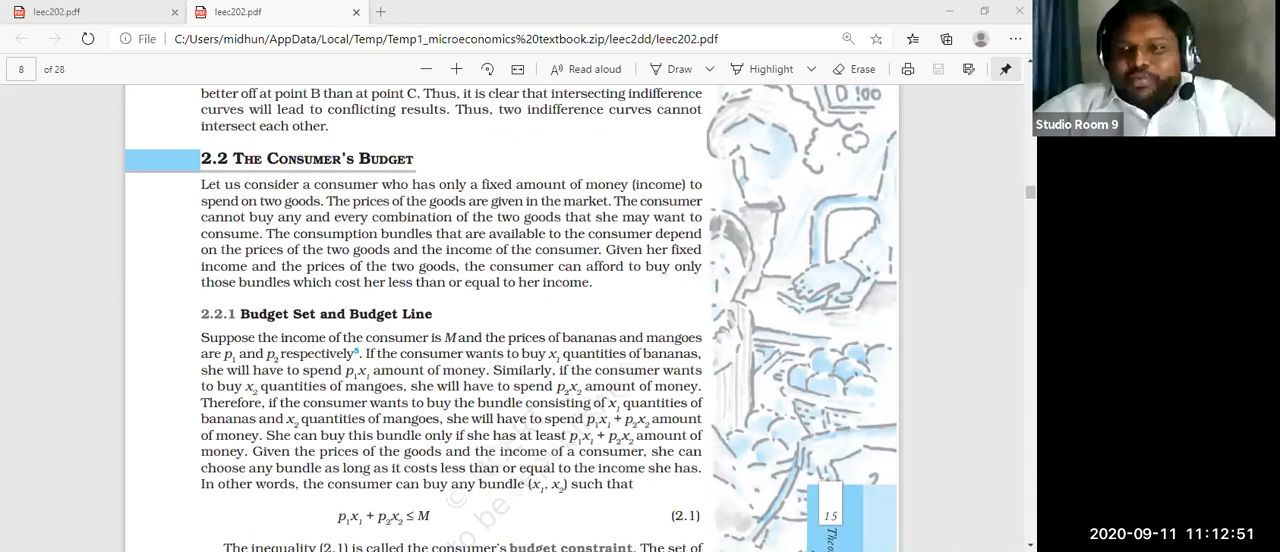 leec202.pdf
leec202.pdf
File C:/Users/midhun/AppData/Local/Temp/Temp1_microeconomics%20textbook.zip/leec2dd/leec202.pdf
8 of 28
Read aloud
Draw
Highlight
Erase
Studio Room 9
better off at point B than at point C. Thus, it is clear that intersecting indifference
curves will lead to conflicting results. Thus, two indifference curves cannot
intersect each other.
2.2 THE CONSUMER'S BUDGET
Let us consider a consumer who has only a fixed amount of money (income) to
spend on two goods. The prices of the goods are given in the market. The consumer
cannot buy any and every combination of the two goods that she may want to
consume. The consumption bundles that are available to the consumer depend
on the prices of the two goods and the income of the consumer. Given her fixed
income and the prices of the two goods, the consumer can afford to buy only
those bundles which cost her less than or equal to her income.
2.2.1 Budget Set and Budget Line
Suppose the income of the consumer is M and the prices of bananas and mangoes
are p₁ and p₂ respectively⁵. If the consumer wants to buy x₁ quantities of bananas,
she will have to spend p₁x₁ amount of money. Similarly, if the consumer wants
to buy x₂ quantities of mangoes, she will have to spend p₂x₂ amount of money.
Therefore, if the consumer wants to buy the bundle consisting of x₁ quantities of
bananas and x₂ quantities of mangoes, she will have to spend p₁x₁ + p₂x₂ amount
of money. She can buy this bundle only if she has at least p₁x₁ + p₂x₂ amount of
money. Given the prices of the goods and the income of a consumer, she can
choose any bundle as long as it costs less than or equal to the income she has.
In other words, the consumer can buy any bundle (x₁, x₂) such that
p₁x₁ + p₂x₂ ≤ M (2.1)
The inequality (2.1) is called the consumer's budget constraint. The set of
15
2020-09-11 11:12:51